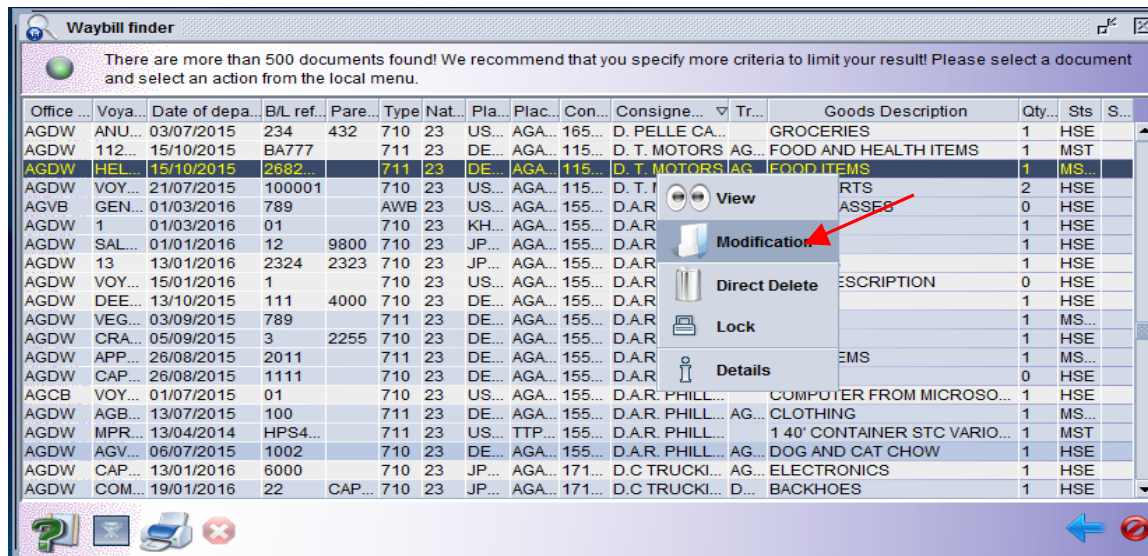 Waybill finder
There are more than 500 documents found! We recommend that you specify more criteria to limit your result! Please select a document
and select an action from the local menu.
Office ... Voya... Date of depa... B/L ref... Pare... Type Nat... Pla... Plac... Con... Consigne... Tr... Goods Description Qty... Sts S...
AGDW ANU... 03/07/2015 234 432 710 23 US... AGA... 165... D. PELLE CA... GROCERIES 1 HSE
AGDW 112... 15/10/2015 BA777 711 23 DE... AGA... 115... D. T. MOTORS AG... FOOD AND HEALTH ITEMS 1 MST
AGDW HEL... 15/10/2015 2682... 711 23 DE... AGA... 115... D. T. MOTORS AG... FOOD ITEMS 1 MS...
AGDW VOY... 21/07/2015 100001 710 23 US... AGA... 115... D. T. RTS 2 HSE
AGVB GEN... 01/03/2016 789 AWB 23 US... AGA... 155... D.A.R ASSES 0 HSE
AGDW 1 01/03/2016 01 710 23 KH... AGA... 155... D.A.R 1 HSE
AGDW SAL... 01/01/2016 12 9800 710 23 JP... AGA... 155... D.A.R 1 HSE
AGDW 13 13/01/2016 2324 2323 710 23 JP... AGA... 155... D.A.R 1 HSE
AGDW VOY... 15/01/2016 1 710 23 US... AGA... 155... D.A.R ESCRIPTION 0 HSE
AGDW DEE... 13/10/2015 111 4000 710 23 DE... AGA... 155... D.A.R 1 HSE
AGDW VEG... 03/09/2015 789 711 23 DE... AGA... 155... D.A.R 1 MS...
AGDW CRA... 05/09/2015 3 2255 710 23 DE... AGA... 155... D.A.R 1 HSE
AGDW APP... 26/08/2015 2011 711 23 DE... AGA... 155... D.A.R EMS 1 MS...
AGDW CAP... 26/08/2015 1111 710 23 DE... AGA... 155... D.A.R 0 HSE
AGCB VOY... 01/07/2015 01 710 23 US... AGA... 155... D.A.R. PHILL... COMPUTER FROM MICROSO... 1 HSE
AGDW AGB... 13/07/2015 100 711 23 DE... AGA... 155... D.A.R. PHILL... AG... CLOTHING 1 MS...
AGDW MPR... 13/04/2014 HPS4... 711 23 US... TTP... 155... D.A.R. PHILL... 1 40' CONTAINER STC VARIO... 1 MST
AGDW AGV... 06/07/2015 1002 710 23 DE... AGA... 155... D.A.R. PHILL... AG... DOG AND CAT CHOW 1 HSE
AGDW CAP... 13/01/2016 6000 710 23 JP... AGA... 171... D.C TRUCKI... AG... ELECTRONICS 1 HSE
AGDW COM... 19/01/2016 22 CAP... 710 23 JP... AGA... 171... D.C TRUCKI... D... BACKHOES 1 HSE
View
Modification
Direct Delete
Lock
Details